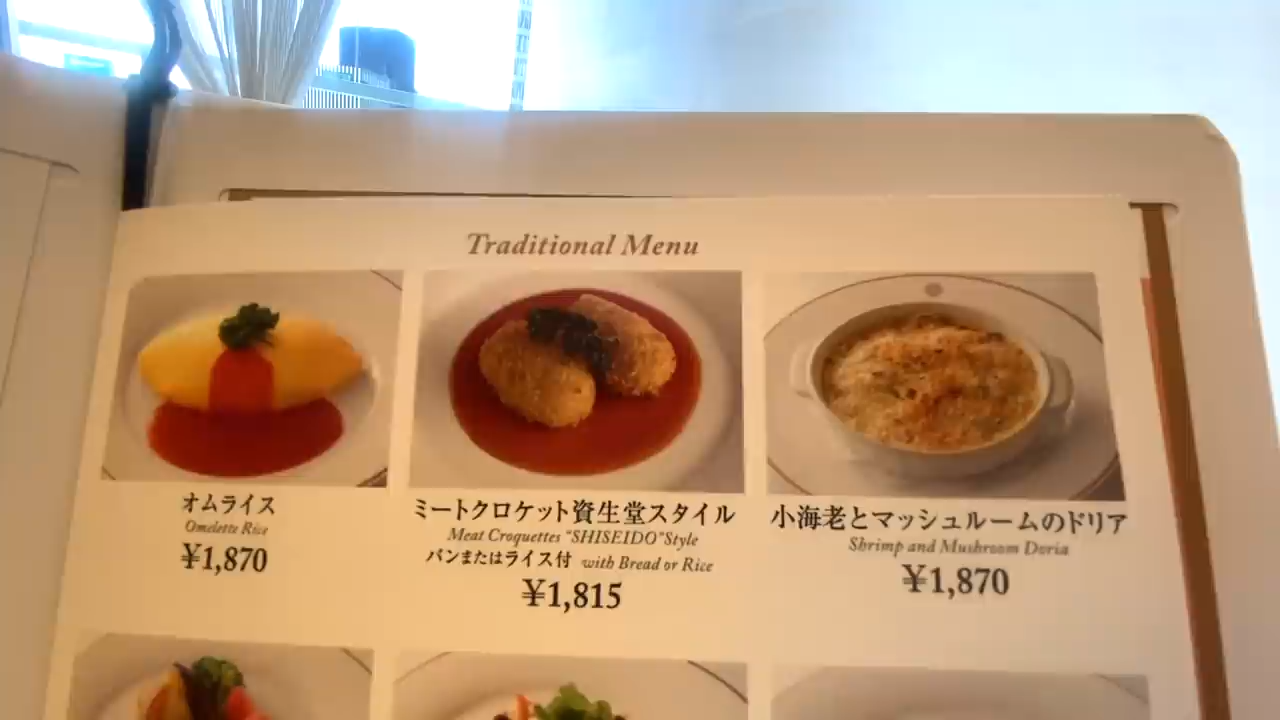 Traditional Menu
オムライス
Omelette Rice
¥1,870
ミートクロケット資生堂スタイル
Meat Croquettes "SHISEIDO"Style
パンまたはライス付 with Bread or Rice
¥1,815
小海老とマッシュルームのドリア
Shrimp and Mushroom Doria
¥1,870